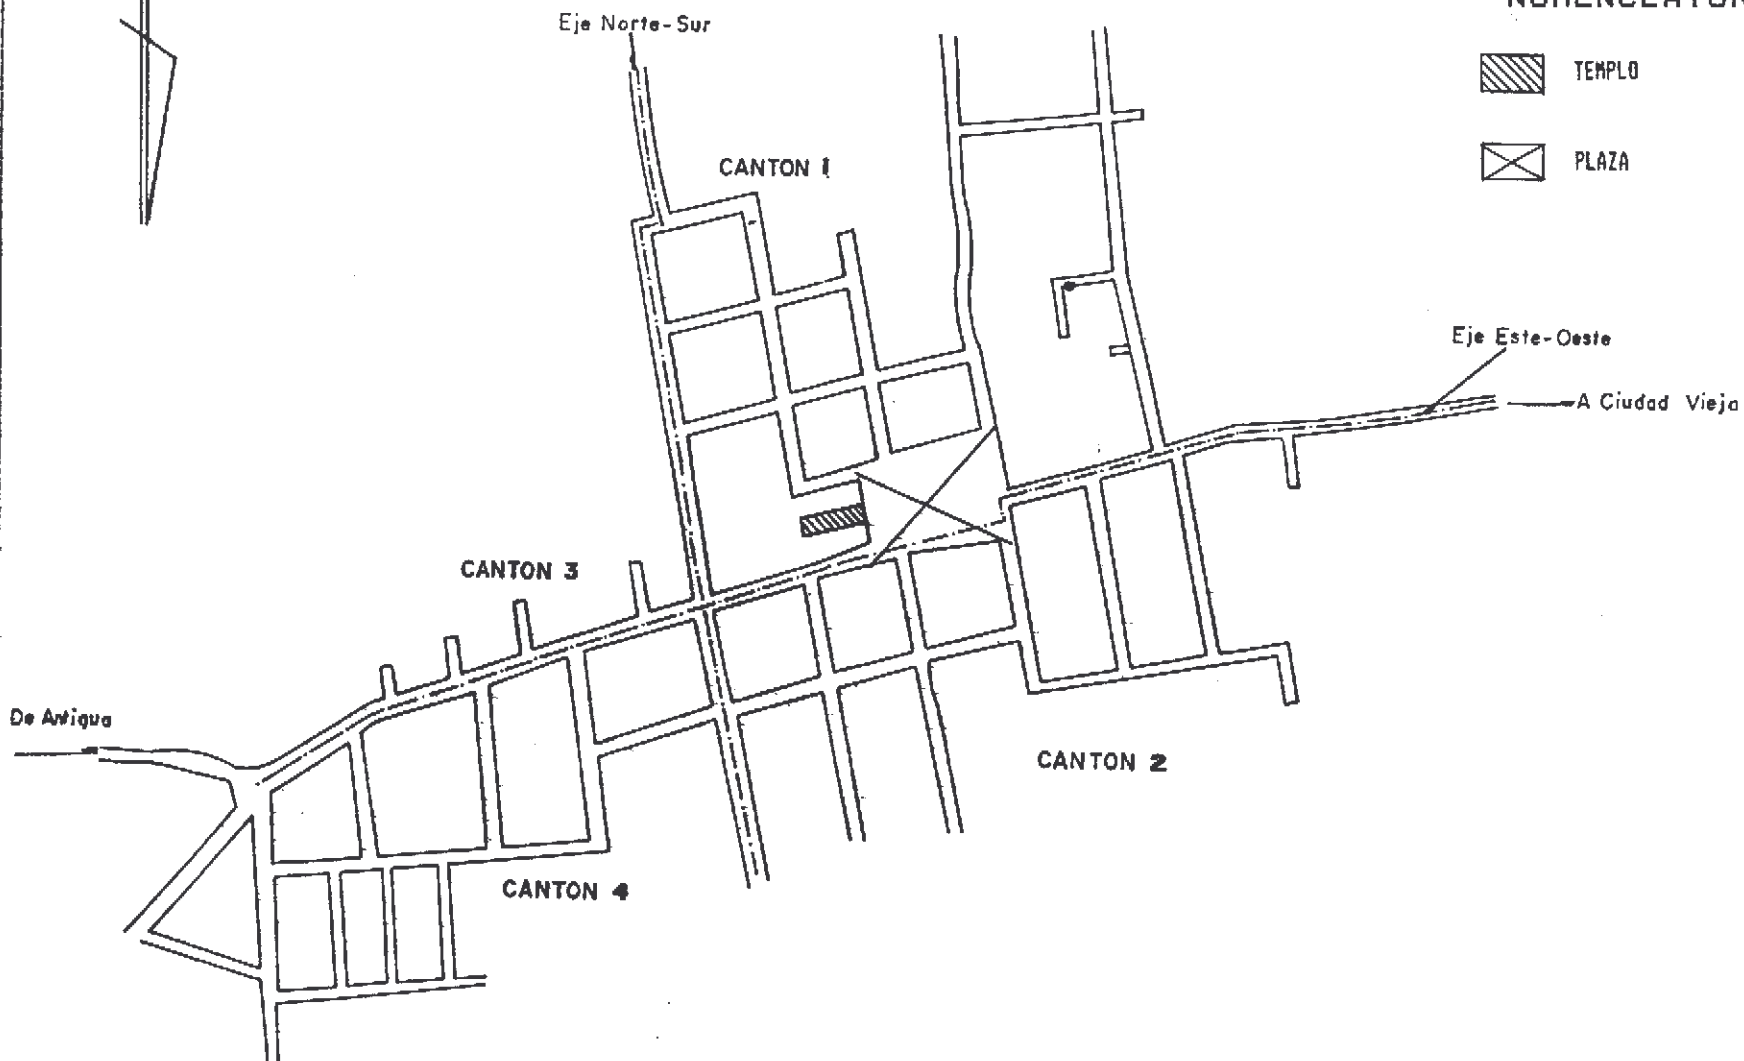 Eje Norte-Sur
TEMPLO
PLAZA
CANTON 1
Eje Este-Oeste
A Ciudad Vieja
CANTON 3
De Antigua
CANTON 2
CANTON 4